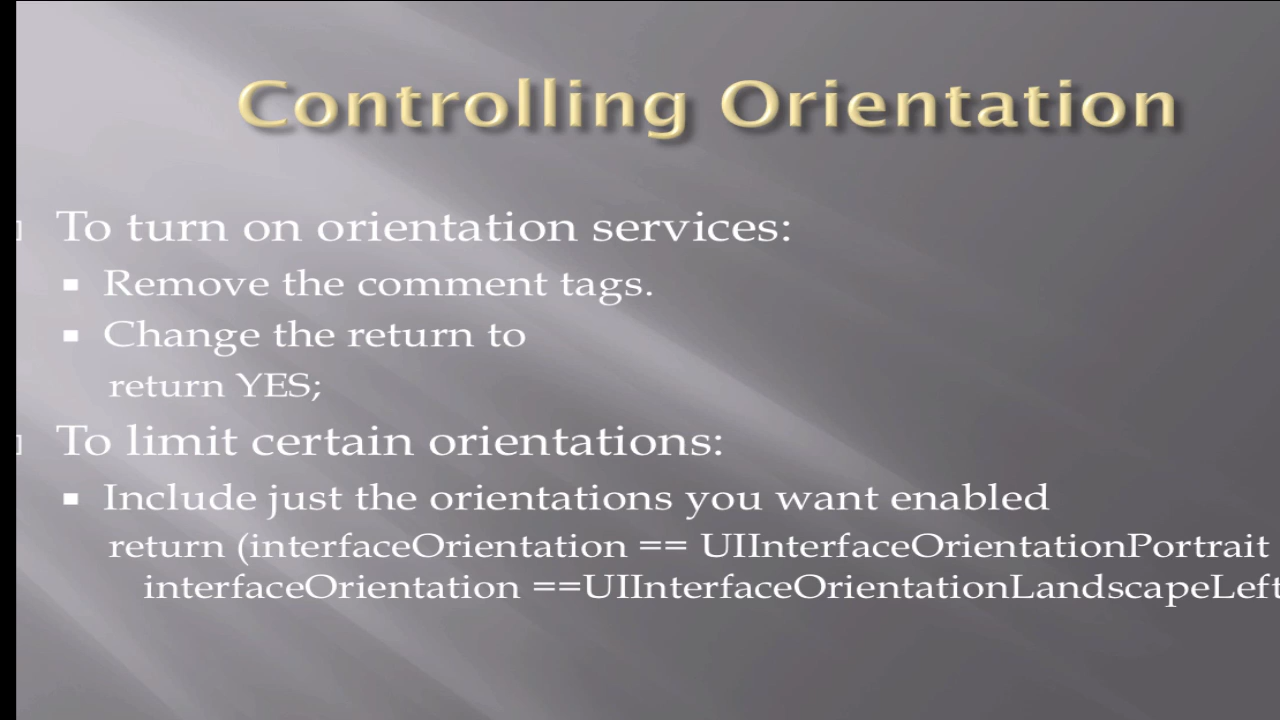 Controlling Orientation
To turn on orientation services:
Remove the comment tags.
Change the return to
return YES;
To limit certain orientations:
Include just the orientations you want enabled
return (interfaceOrientation == UIInterfaceOrientationPortrait
interfaceOrientation ==UIInterfaceOrientationLandscapeLeft